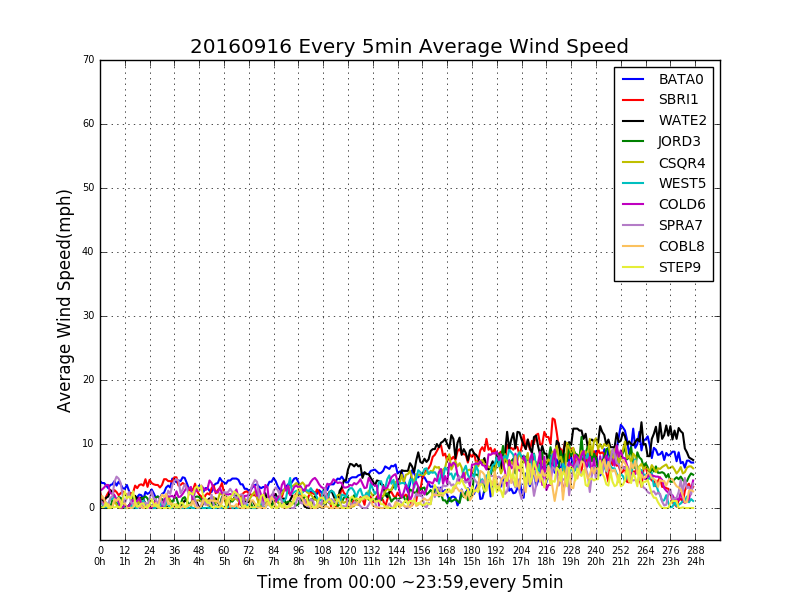 20160916 Every 5min Average Wind Speed
70
60
50
40
30
20
10
0
Average Wind Speed(mph)
BATA0
SBRI1
WATE2
JORD3
CSQR4
WEST5
COLD6
SPRA7
COBL8
STEP9
0 12 24 36 48 60 72 84 96 108 120 132 144 156 168 180 192 204 216 228 240 252 264 276 288
0h 1h 2h 3h 4h 5h 6h 7h 8h 9h 10h 11h 12h 13h 14h 15h 16h 17h 18h 19h 20h 21h 22h 23h 24h
Time from 00:00 ~23:59,every 5min